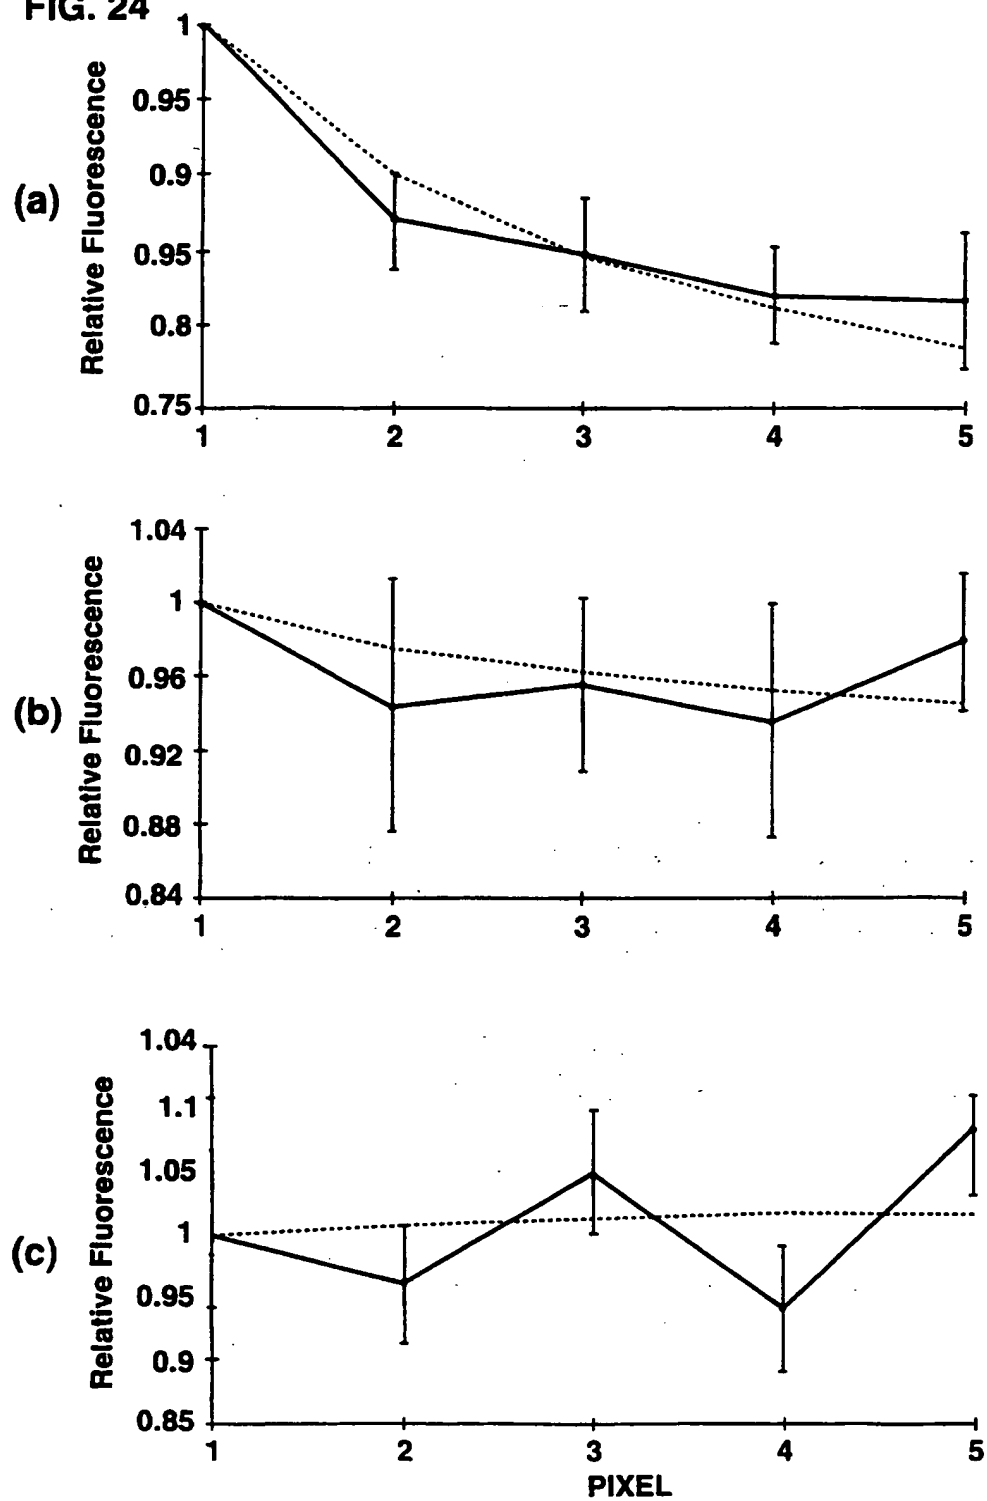 FIG. 24
(a)
Relative Fluorescence
1
0.95
0.9
0.95
0.8
0.75
1 2 3 4 5
(b)
Relative Fluorescence
1.04
1
0.96
0.92
0.88
0.84
1 2 3 4 5
(c)
Relative Fluorescence
1.04
1.1
1.05
1
0.95
0.9
0.85
1 2 3 4 5
PIXEL